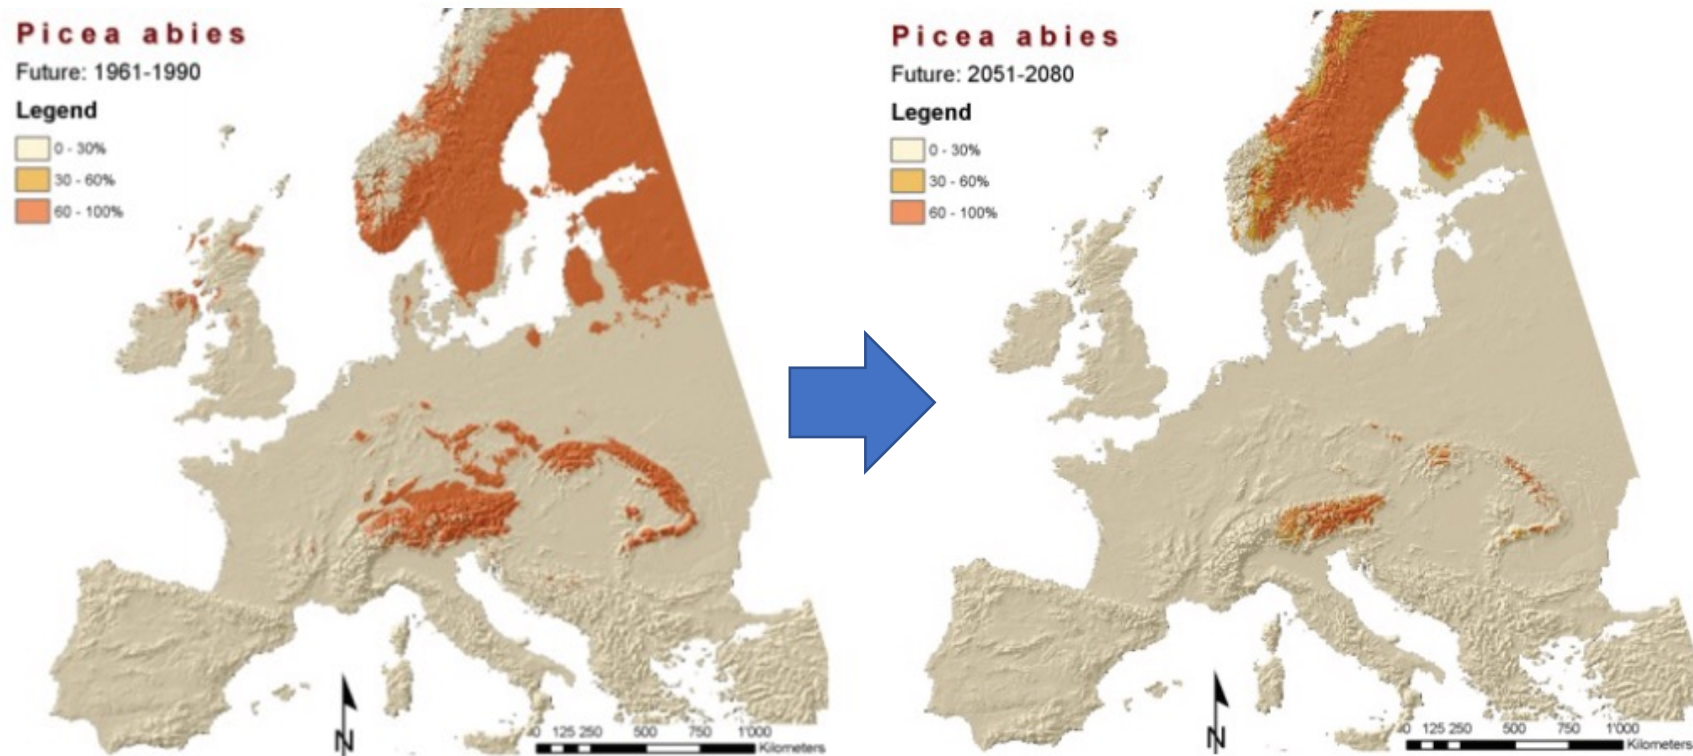 Picea abies
Future: 1961-1990
Legend
0 - 30%
30 - 60%
60 - 100%
N
0 125 250 500 750 1'000
Kilometers
Picea abies
Future: 2051-2080
Legend
0 - 30%
30 - 60%
60 - 100%
N
0 125 250 500 750 1'000
Kilometers